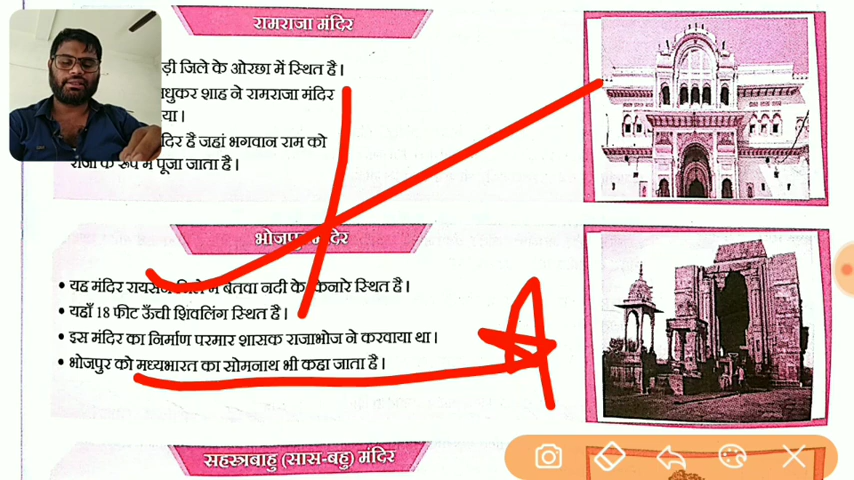 रामराजा मंदिर
ड़ी जिले के ओरछा में स्थित है।
धुकर शाह ने रामराजा मंदिर
या।
दिर है जहां भगवान राम को
राजा के रूप में पूजा जाता है।
भोजपुर मंदिर
• यह मंदिर रायसेन जिले में बेतवा नदी के किनारे स्थित है।
• यहाँ 18 फीट ऊँची शिवलिंग स्थित है।
• इस मंदिर का निर्माण परमार शासक राजाभोज ने करवाया था।
• भोजपुर को मध्यभारत का सोमनाथ भी कहा जाता है।
सहस्त्रबाहु (सास-बहु) मंदिर